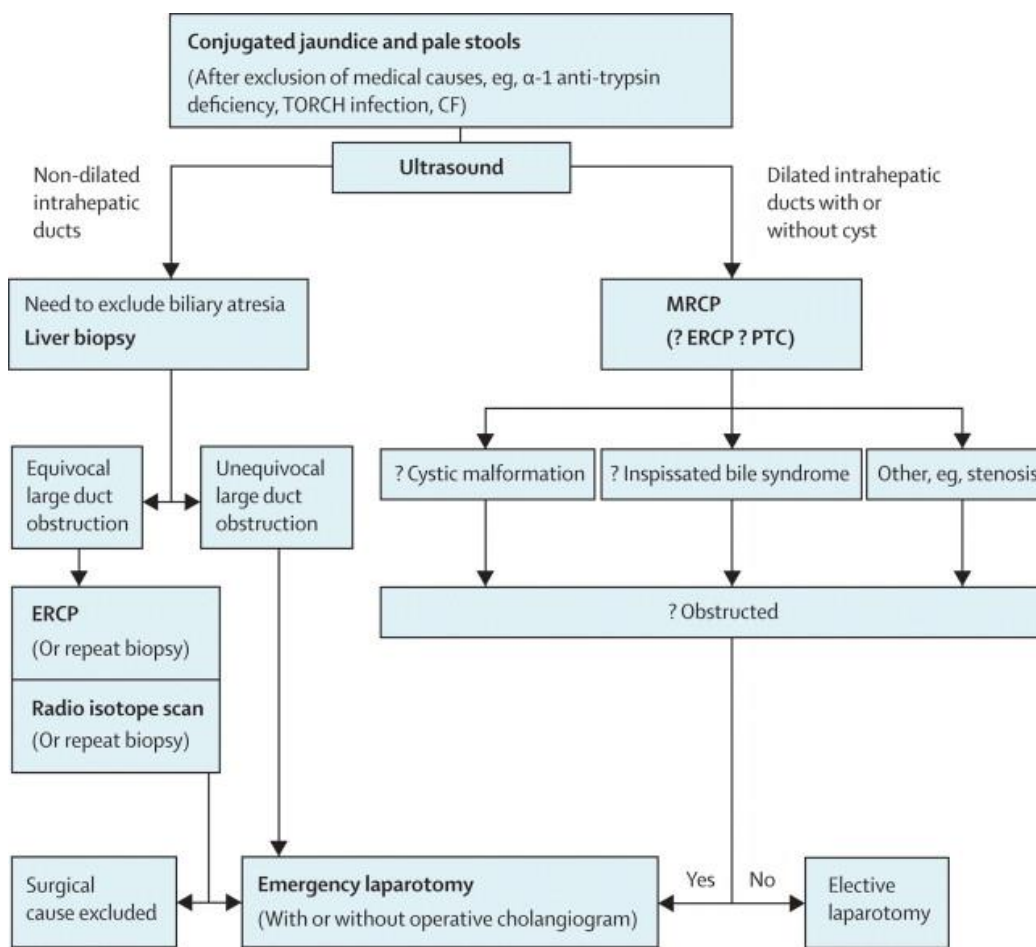 Conjugated jaundice and pale stools
(After exclusion of medical causes, eg, α-1 anti-trypsin
deficiency, TORCH infection, CF)
Ultrasound
Non-dilated
intrahepatic
ducts
Dilated intrahepatic
ducts with or
without cyst
Need to exclude biliary atresia
Liver biopsy
MRCP
(? ERCP ? PTC)
Equivocal
large duct
obstruction
Unequivocal
large duct
obstruction
? Cystic malformation
? Inspissated bile syndrome
Other, eg, stenosis
ERCP
(Or repeat biopsy)
Radio isotope scan
(Or repeat biopsy)
? Obstructed
Surgical
cause excluded
Emergency laparotomy
(With or without operative cholangiogram)
Yes
No
Elective
laparotomy